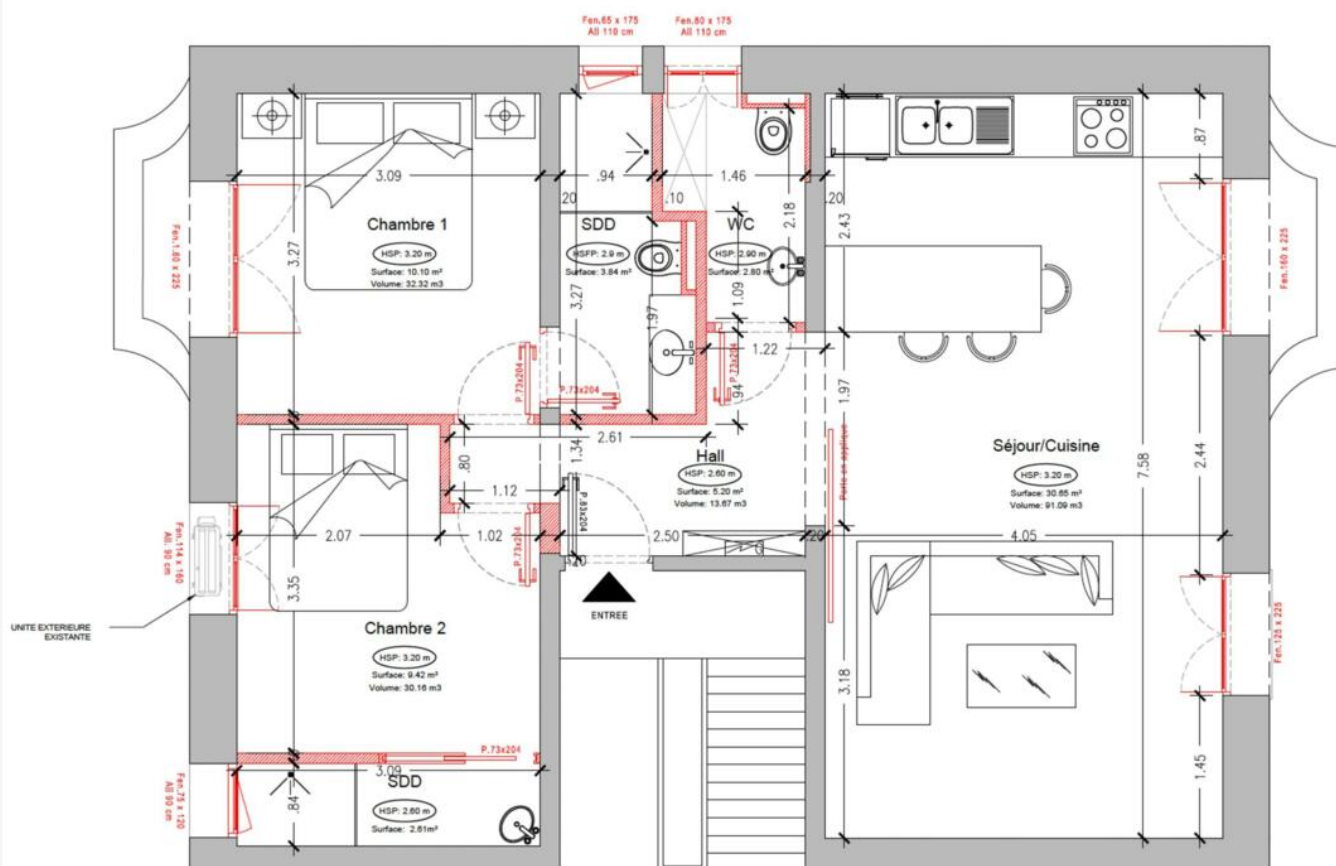 Fen.65 x 175
All 110 cm
Fen.80 x 175
All 110 cm
.87
3.09
.94
1.46
.20
.10
.20
2.18
2.43
Chambre 1
HSP: 3.20 m
Surface: 10.10 m²
Volume: 32.32 m3
SDD
HSFP: 2.9 m
Surface: 3.84 m²
WC
HSP: 2.90 m
Surface: 2.80 m²
Fen.1.80 x 225
Fen.160 x 225
3.27
3.27
1.97
1.09
1.22
P.73x204
P.73x204
P.73x204
.94
1.97
Porte en applique
2.61
1.34
.80
1.12
Hall
HSP: 2.60 m
Surface: 5.20 m²
Volume: 13.67 m3
Séjour/Cuisine
HSP: 3.20 m
Surface: 30.65 m²
Volume: 91.09 m3
7.58
2.44
Fen.114 x 160
All. 90 cm
2.07
1.02
P.73x204
P.83x204
2.50
.20
4.05
3.35
ENTREE
UNITE EXTERIEURE
EXISTANTE
Chambre 2
HSP: 3.20 m
Surface: 9.42 m²
Volume: 30.16 m3
Fen.125 x 225
3.18
1.45
P.73x204
Fen.75 x 120
All 90 cm
3.09
.84
SDD
HSP: 2.60 m
Surface: 2.61m²